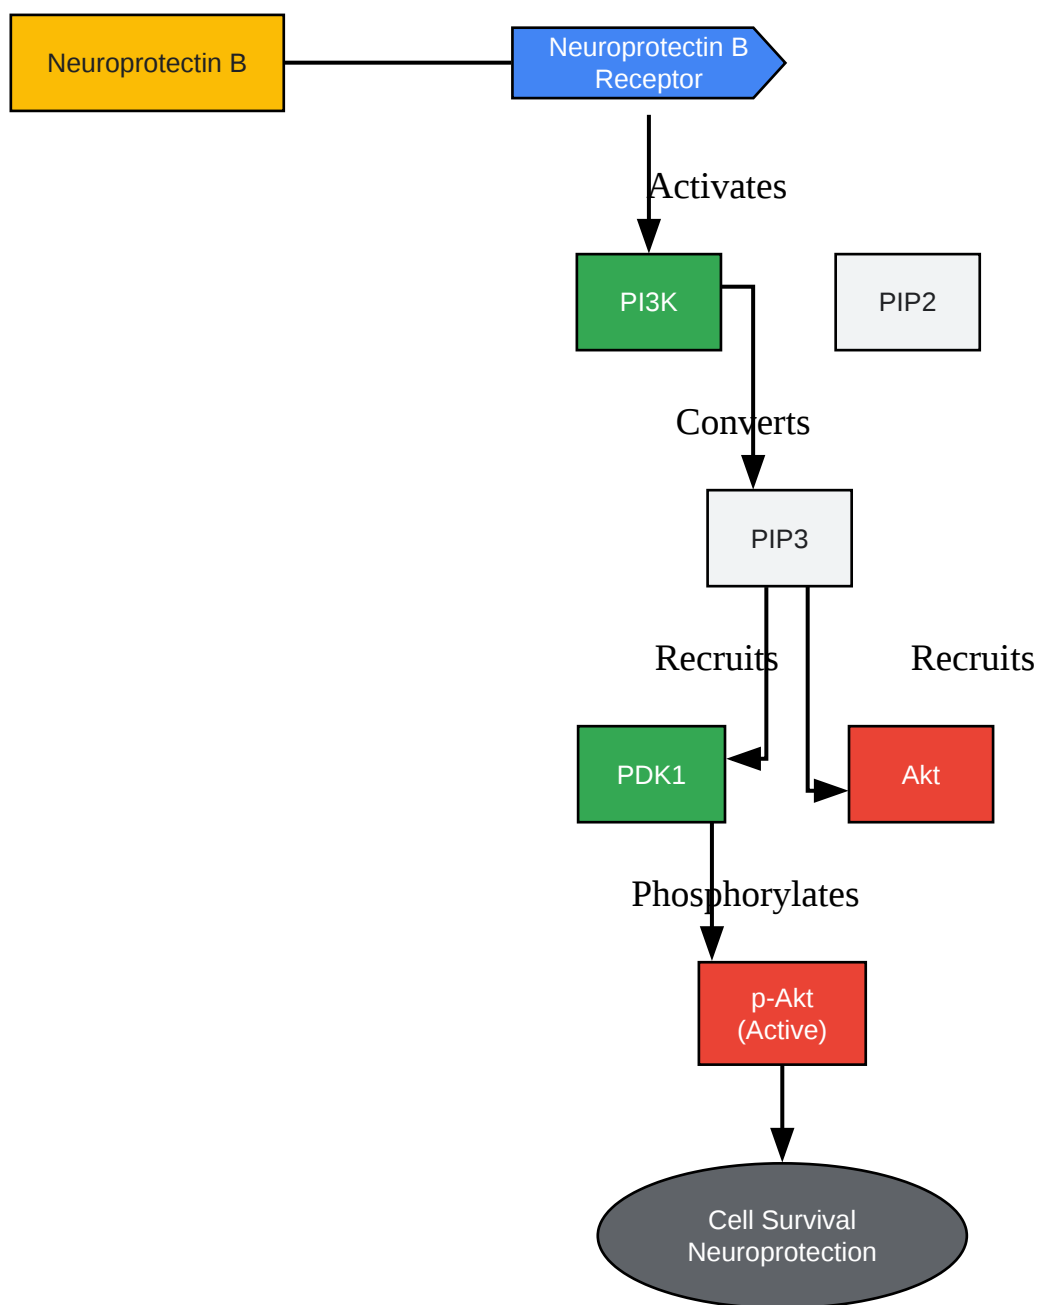 Neuroprotectin B
Neuroprotectin B
Receptor
Activates
PI3K
PIP2
Converts
PIP3
Recruits
Recruits
PDK1
Akt
Phosphorylates
p-Akt
(Active)
Cell Survival
Neuroprotection